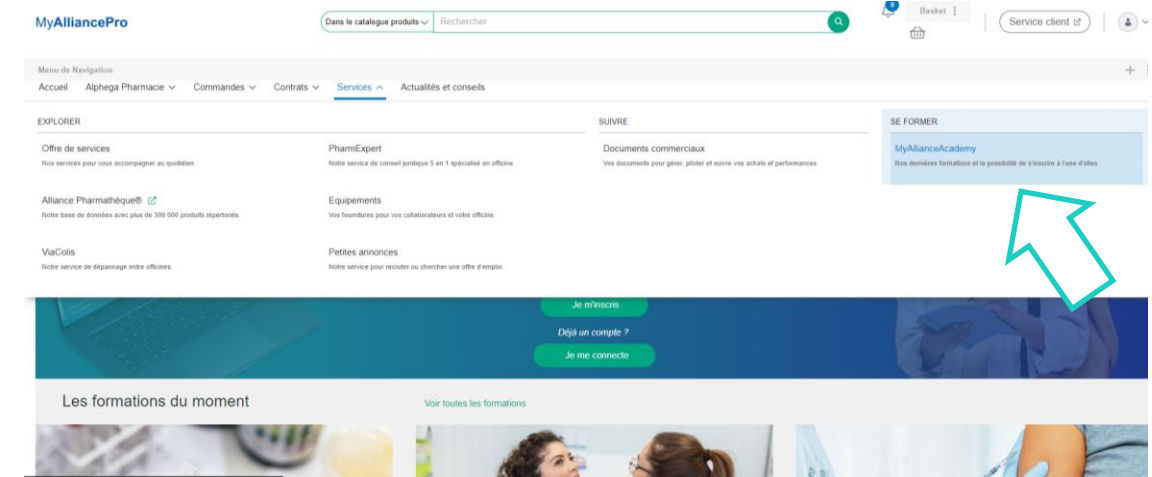 MyAlliancePro
Dans le catalogue produits
Rechercher
Basket
Service client
Menu de Navigation
Accueil
Alphega Pharmacie
Commandes
Contrats
Services
Actualités et conseils
EXPLORER
SUIVRE
SE FORMER
Offre de services
Nos services pour vous accompagner au quotidien.
PharmExpert
Notre service de conseil juridique 5 en 1 spécialisé en officine.
Documents commerciaux
Vos documents pour gérer, piloter et suivre vos achats et performances
MyAllianceAcademy
Nos dernières formations et la possibilité de s'inscrire à l'une d'elles.
Alliance Pharmathèque®
Notre base de données avec plus de 300 000 produits répertoriés.
Equipements
Vos fournitures pour vos collaborateurs et votre officine.
ViaColis
Notre service de dépannage entre officines.
Petites annonces
Notre service pour recruter ou chercher une offre d'emploi.
Je m'inscris
Déjà un compte ?
Je me connecte
Les formations du moment
Voir toutes les formations